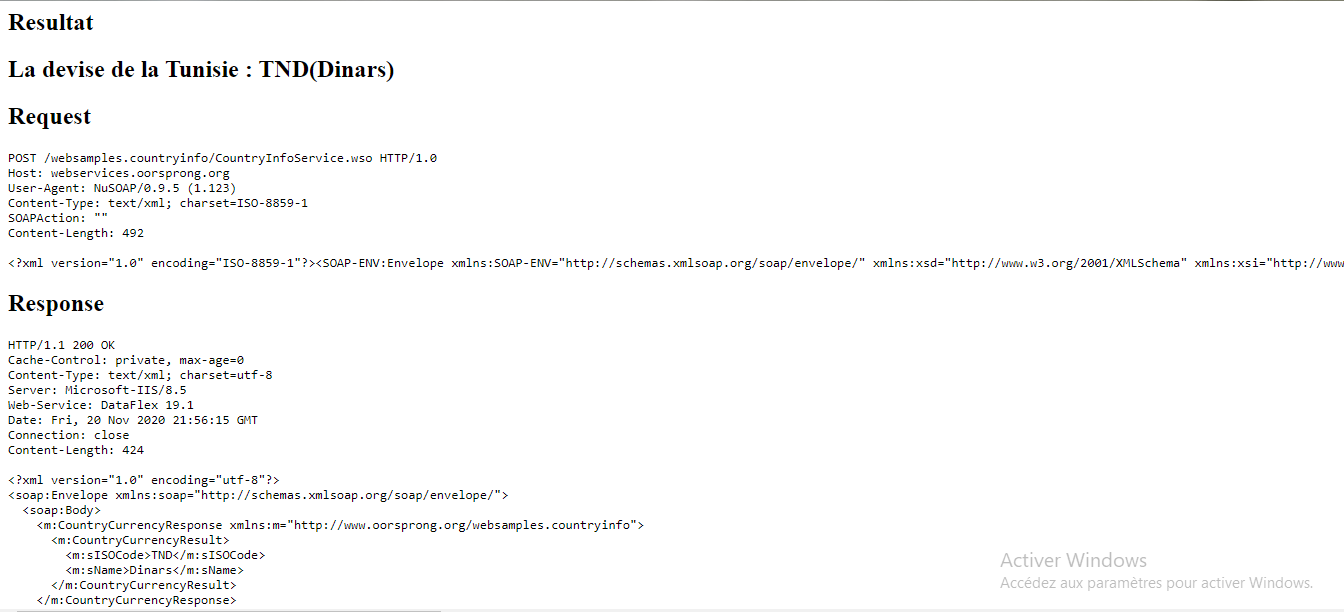 Resultat
La devise de la Tunisie : TND(Dinars)
Request
POST /websamples.countryinfo/CountryInfoService.wso HTTP/1.0
Host: webservices.oorsprong.org
User-Agent: NuSOAP/0.9.5 (1.123)
Content-Type: text/xml; charset=ISO-8859-1
SOAPAction: ""
Content-Length: 492
<?xml version="1.0" encoding="ISO-8859-1"?><SOAP-ENV:Envelope xmlns:SOAP-ENV="http://schemas.xmlsoap.org/soap/envelope/" xmlns:xsd="http://www.w3.org/2001/XMLSchema" xmlns:xsi="http://www
Response
HTTP/1.1 200 OK
Cache-Control: private, max-age=0
Content-Type: text/xml; charset=utf-8
Server: Microsoft-IIS/8.5
Web-Service: DataFlex 19.1
Date: Fri, 20 Nov 2020 21:56:15 GMT
Connection: close
Content-Length: 424
<?xml version="1.0" encoding="utf-8"?>
<soap:Envelope xmlns:soap="http://schemas.xmlsoap.org/soap/envelope/">
<soap:Body>
<m:CountryCurrencyResponse xmlns:m="http://www.oorsprong.org/websamples.countryinfo">
<m:CountryCurrencyResult>
<m:sISOCode>TND</m:sISOCode>
<m:sName>Dinars</m:sName>
</m:CountryCurrencyResult>
</m:CountryCurrencyResponse>
Activer Windows
Accédez aux paramètres pour activer Windows.